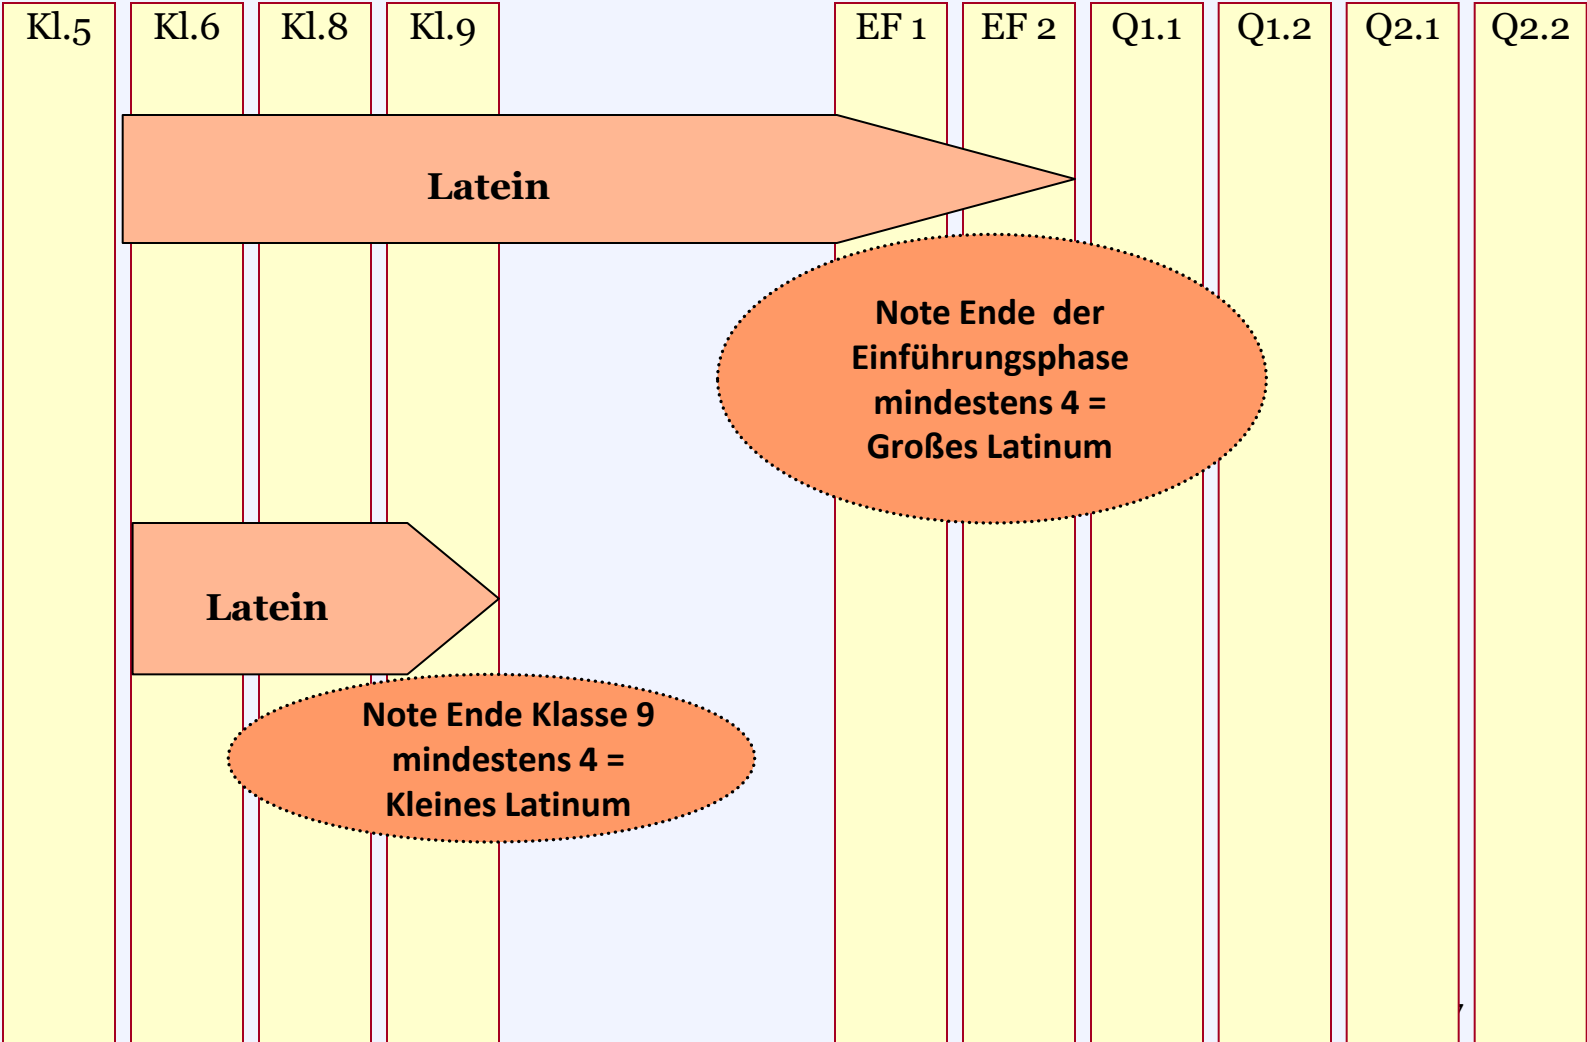 Kl.5 Kl.6 Kl.8 Kl.9 EF 1 EF 2 Q1.1 Q1.2 Q2.1 Q2.2
Latein
Note Ende der
Einführungsphase
mindestens 4 =
Großes Latinum
Latein
Note Ende Klasse 9
mindestens 4 =
Kleines Latinum